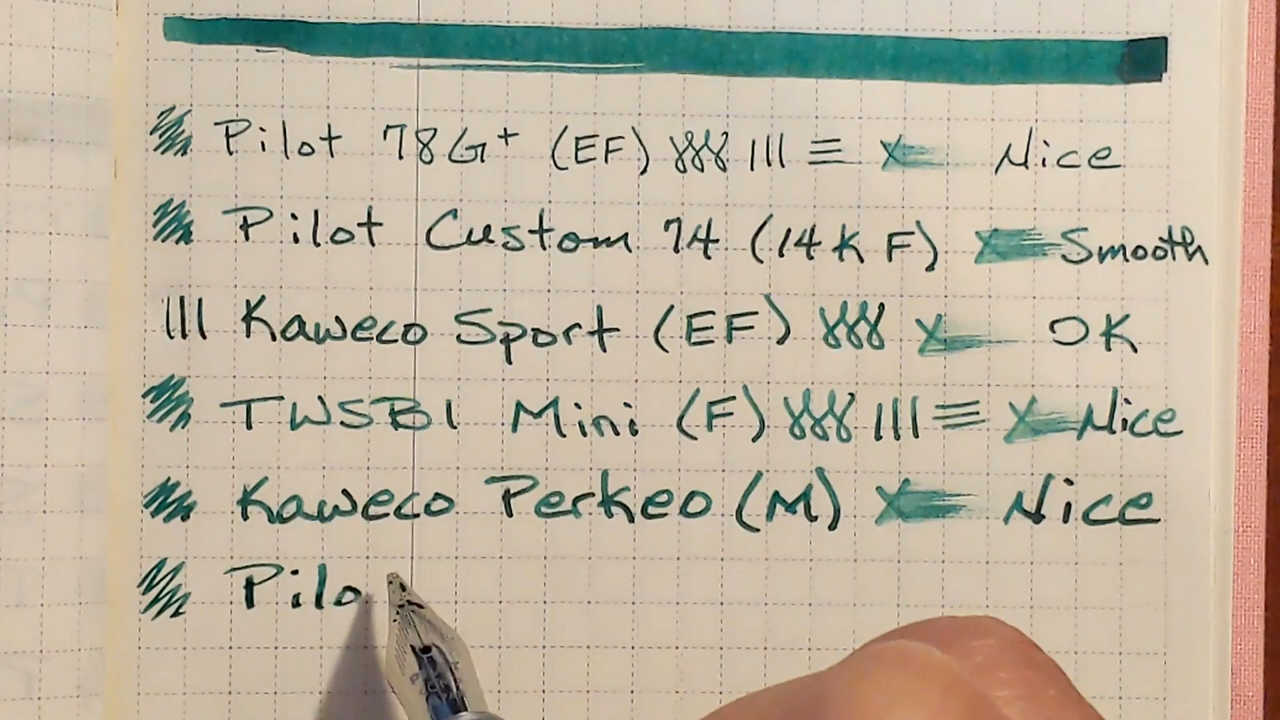 Pilot 78G+ (EF) Nice
Pilot Custom 74 (14K F) Smooth
Kaweco Sport (EF) OK
TWSBI Mini (F) Nice
Kaweco Perkeo (M) Nice
Pilo